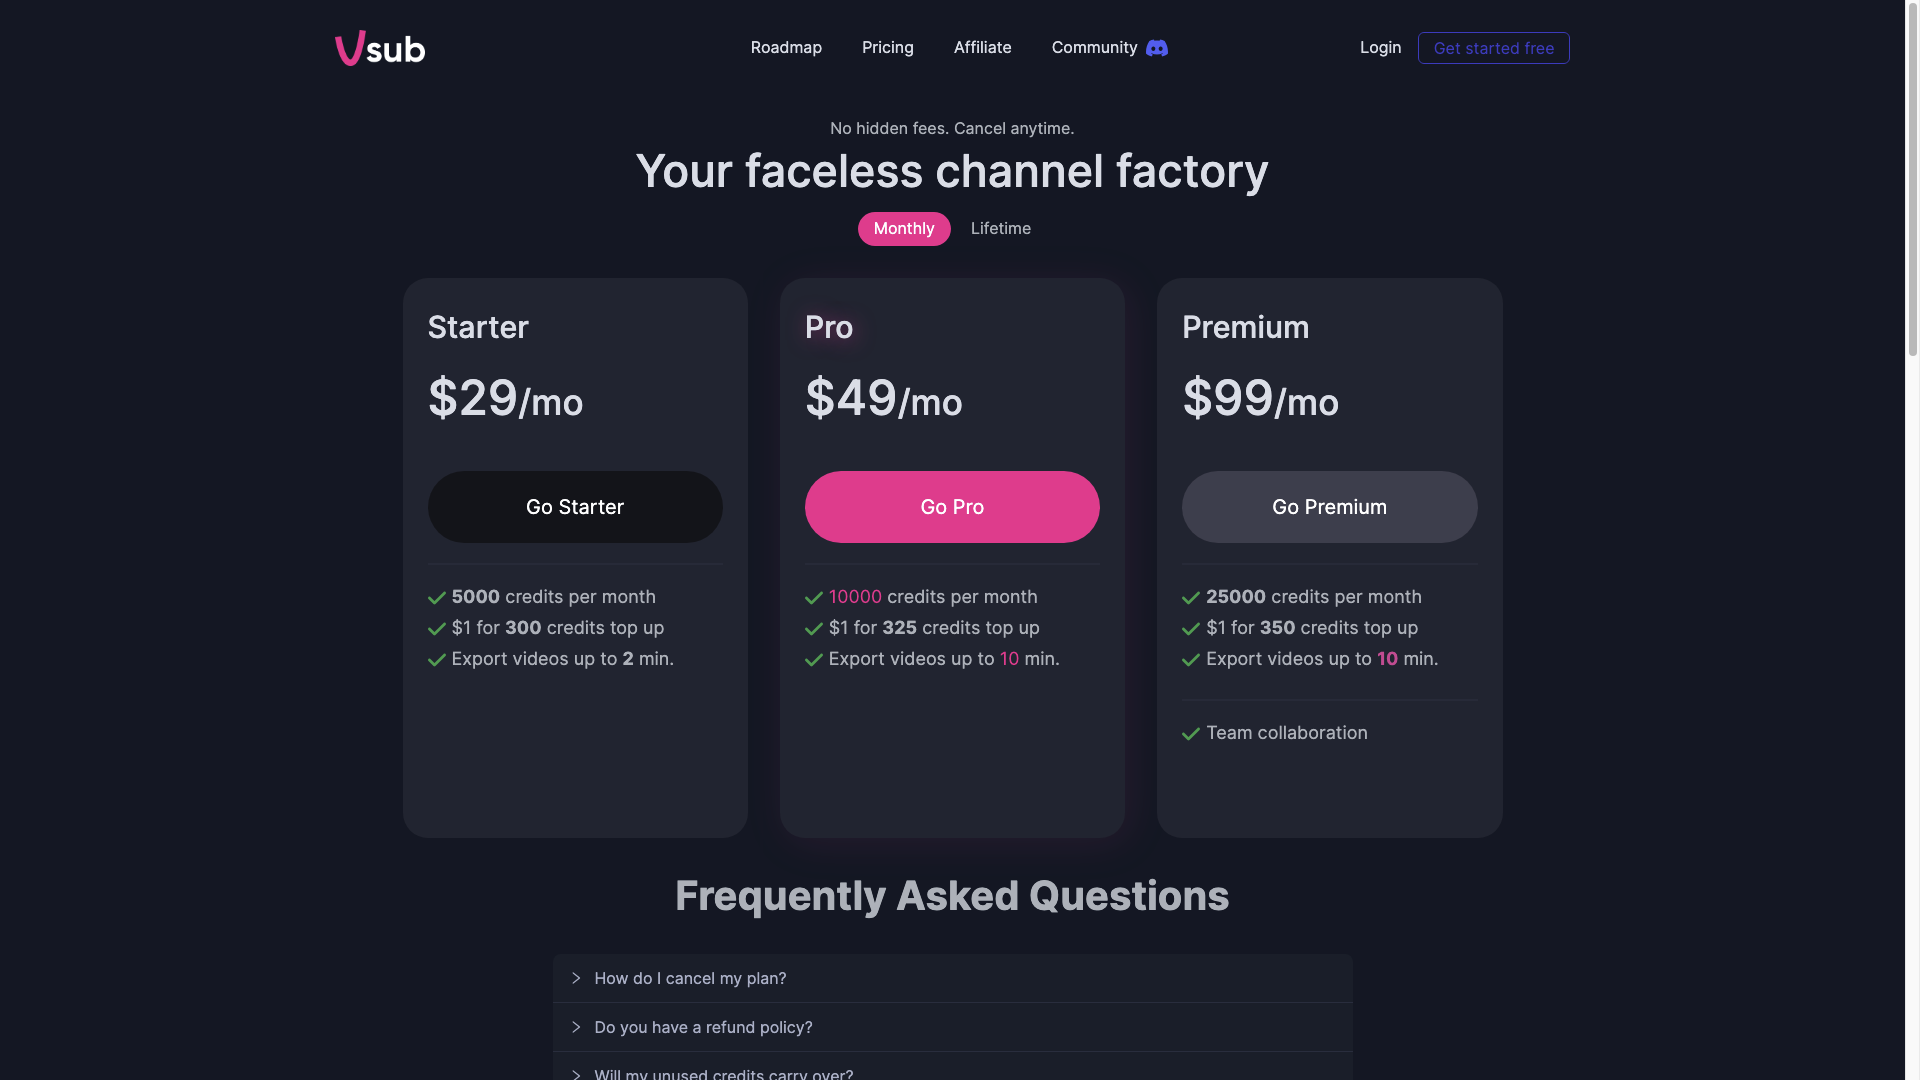 Vsub
Roadmap
Pricing
Affiliate
Community
Login
Get started free
No hidden fees. Cancel anytime.
Your faceless channel factory
Monthly
Lifetime
Starter
$29/mo
Go Starter
5000 credits per month
$1 for 300 credits top up
Export videos up to 2 min.
Pro
$49/mo
Go Pro
10000 credits per month
$1 for 325 credits top up
Export videos up to 10 min.
Premium
$99/mo
Go Premium
25000 credits per month
$1 for 350 credits top up
Export videos up to 10 min.
Team collaboration
Frequently Asked Questions
How do I cancel my plan?
Do you have a refund policy?
Will my unused credits carry over?